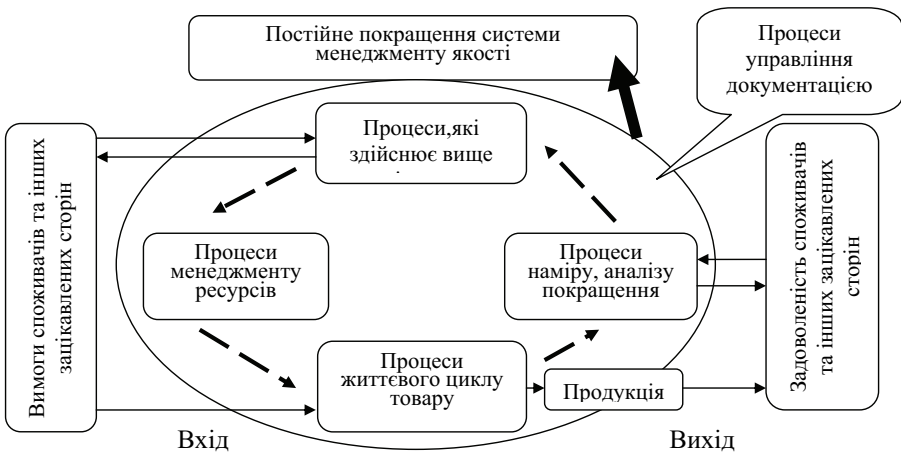 Постійне покращення системи
менеджменту якості
Процеси
управління
документацією
Вимоги споживачів та інших
зацікавлених сторін
Процеси,які
здійснює вище
Процеси
менеджменту
ресурсів
Процеси
наміру, аналізу
покращення
Задоволеність споживачів
та інших зацікавлених
сторін
Процеси
життєвого циклу
товару
Продукція
Вхід
Вихід